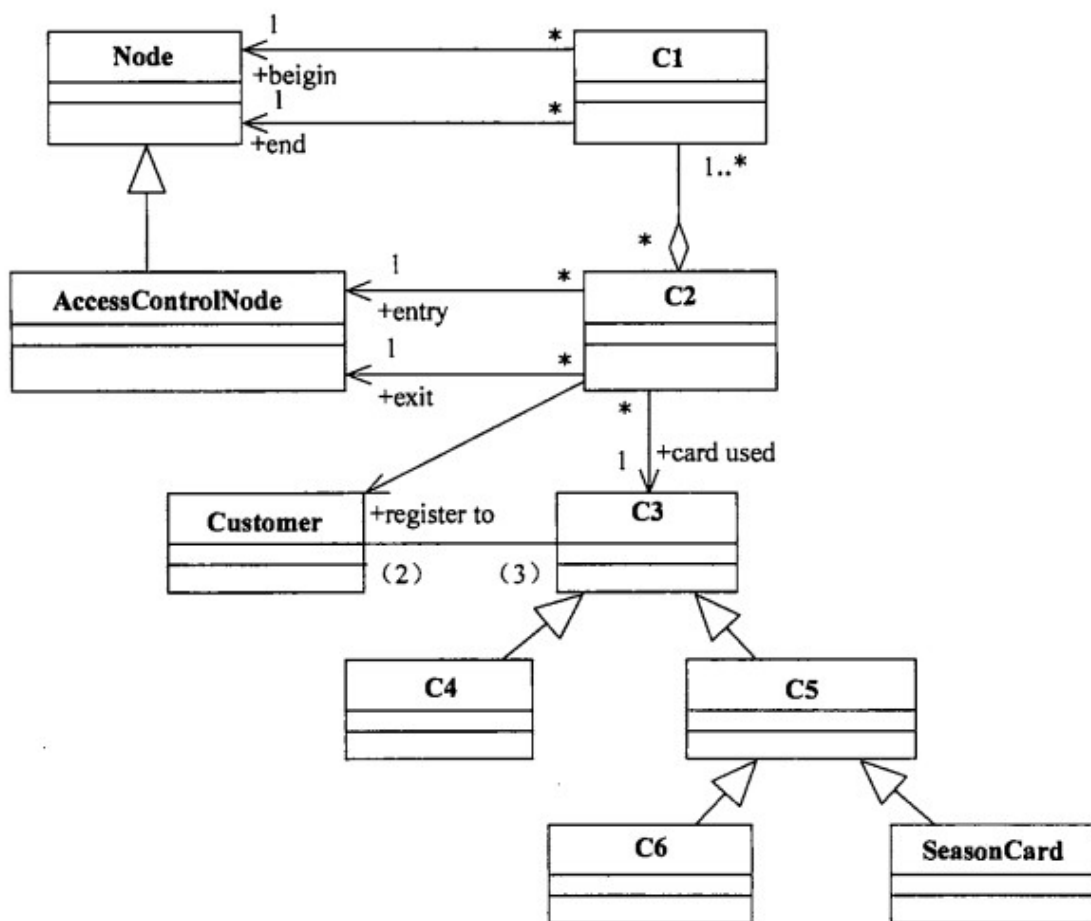 1
*
Node
C1
+beigin
1
*
+end
1..*
*
1
*
AccessControlNode
C2
+entry
1
*
+exit
*
1
+card used
Customer
+register to
C3
（2）
（3）
C4
C5
C6
SeasonCard